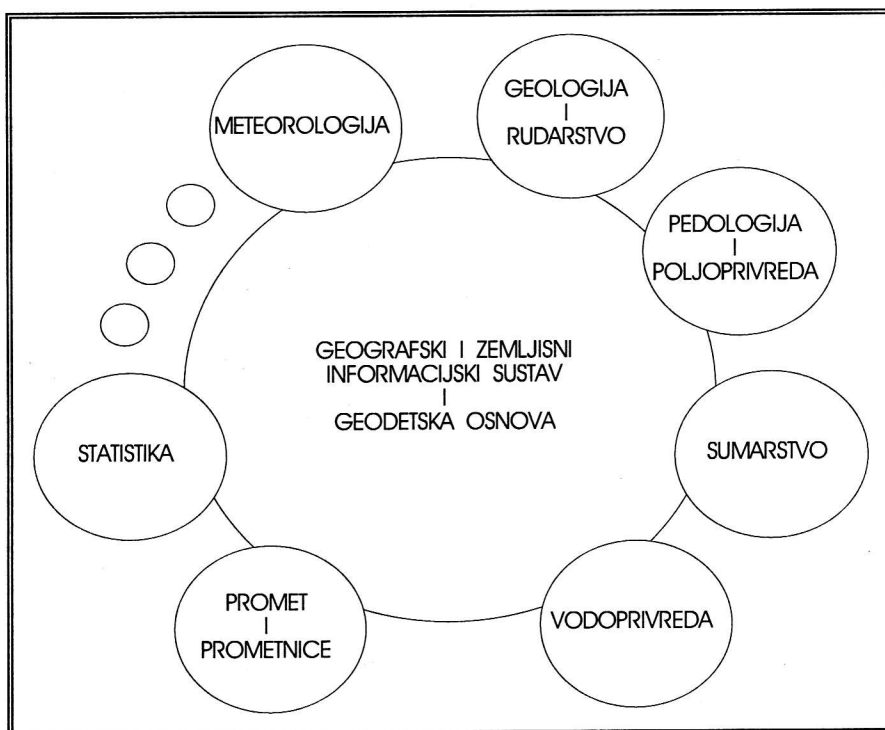 METEOROLOGIJA
GEOLOGIJA
I
RUDARSTVO
PEDOLOGIJA
I
POLJOPRIVREDA
GEOGRAFSKI I ZEMLJISNI
INFORMACIJSKI SUSTAV
I
GEODETSKA OSNOVA
STATISTIKA
SUMARSTVO
PROMET
I
PROMETNICE
VODOPRIVREDA